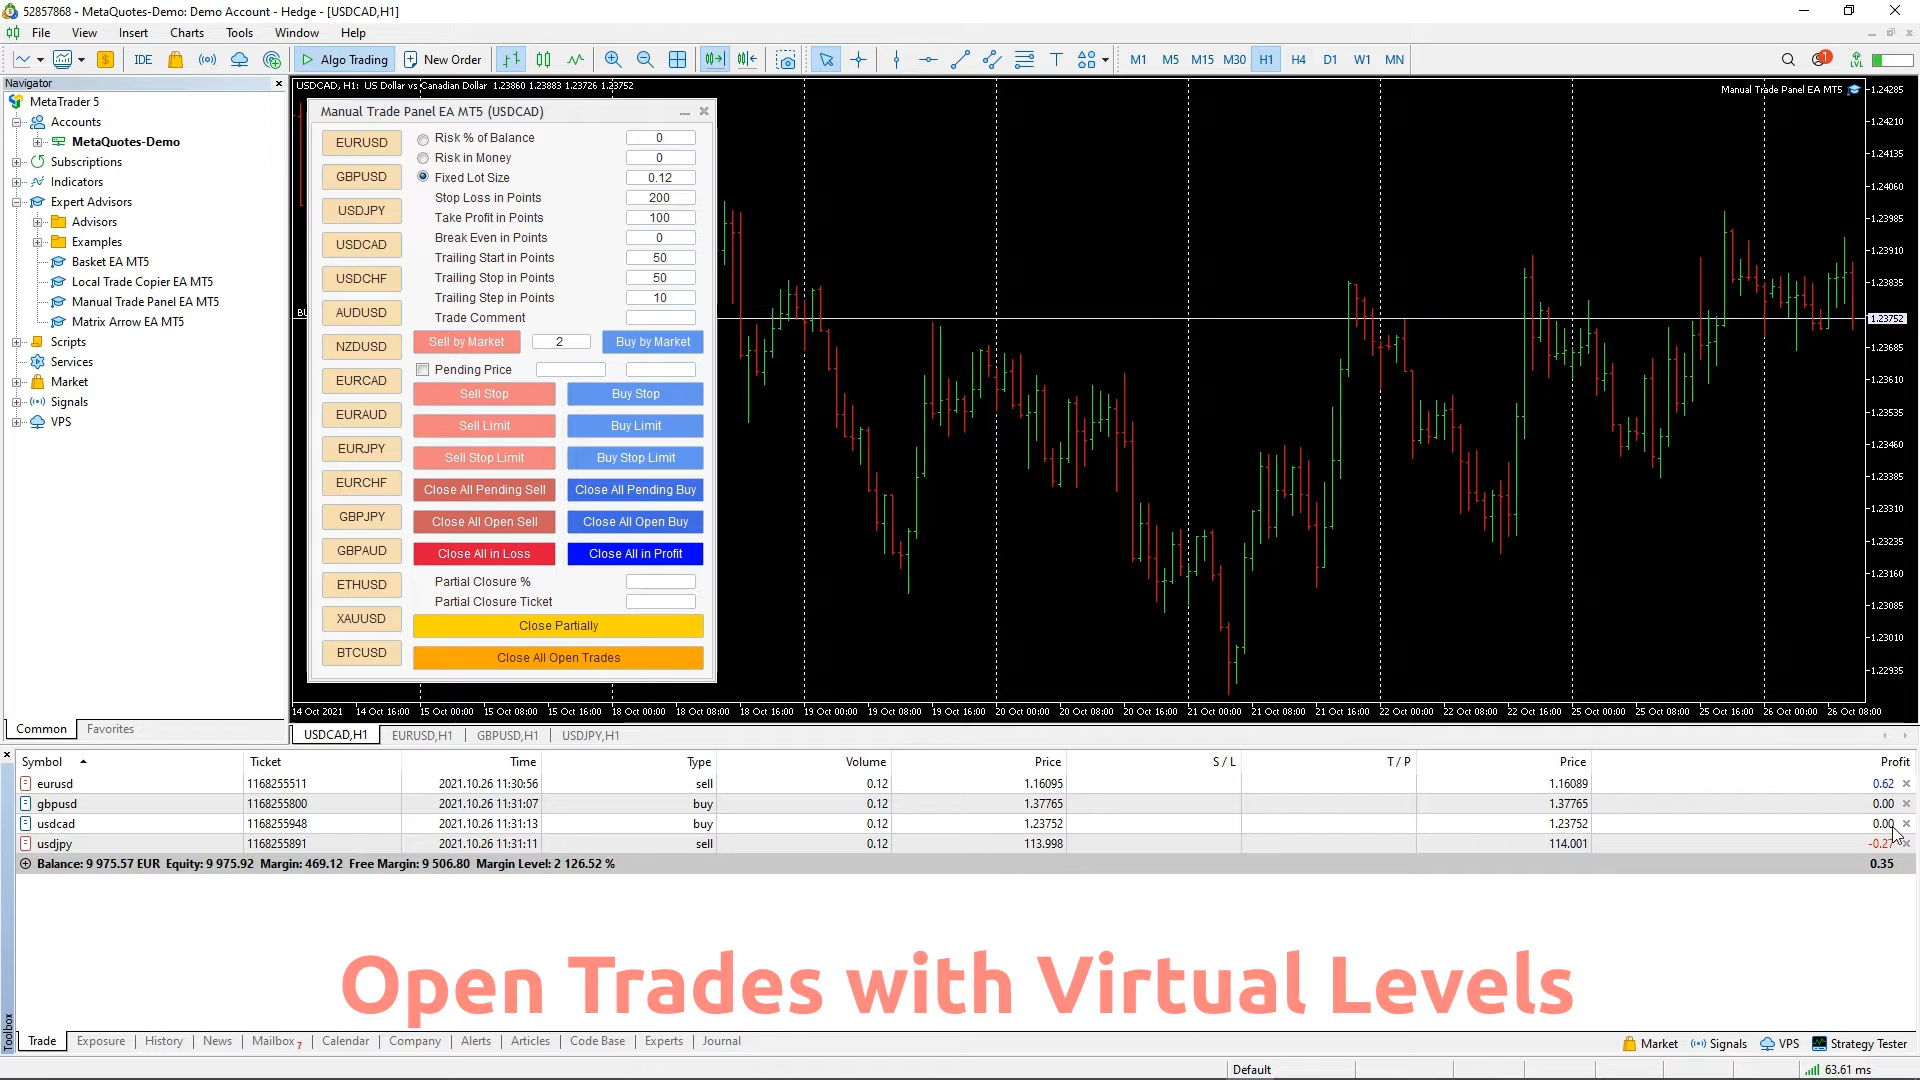 52857868 - MetaQuotes-Demo: Demo Account - Hedge - [USDCAD,H1]
File View Insert Charts Tools Window Help
IDE Algo Trading New Order T M1 M5 M15 M30 H1 H4 D1 W1 MN 1 LVL
Navigator
MetaTrader 5
Accounts
MetaQuotes-Demo
Subscriptions
Indicators
Expert Advisors
Advisors
Examples
Basket EA MT5
Local Trade Copier EA MT5
Manual Trade Panel EA MT5
Matrix Arrow EA MT5
Scripts
Services
Market
Signals
VPS
Common Favorites
USDCAD, H1: US Dollar vs Canadian Dollar 1.23860 1.23883 1.23726 1.23752
Manual Trade Panel EA MT5
Manual Trade Panel EA MT5 (USDCAD)
EURUSD
GBPUSD
USDJPY
USDCAD
USDCHF
AUDUSD
NZDUSD
EURCAD
EURAUD
EURJPY
EURCHF
GBPJPY
GBPAUD
ETHUSD
XAUUSD
BTCUSD
Risk % of Balance 0
Risk in Money 0
Fixed Lot Size 0.12
Stop Loss in Points 200
Take Profit in Points 100
Break Even in Points 0
Trailing Start in Points 50
Trailing Stop in Points 50
Trailing Step in Points 10
Trade Comment
Sell by Market 2 Buy by Market
Pending Price
Sell Stop Buy Stop
Sell Limit Buy Limit
Sell Stop Limit Buy Stop Limit
Close All Pending Sell Close All Pending Buy
Close All Open Sell Close All Open Buy
Close All in Loss Close All in Profit
Partial Closure %
Partial Closure Ticket
Close Partially
Close All Open Trades
1.24285
1.24210
1.24135
1.24060
1.23985
1.23910
1.23835
1.23752
1.23685
1.23610
1.23535
1.23460
1.23385
1.23310
1.23235
1.23160
1.23085
1.23010
1.22935
14 Oct 2021 14 Oct 16:00 15 Oct 00:00 15 Oct 08:00 15 Oct 16:00 18 Oct 00:00 18 Oct 08:00 18 Oct 16:00 19 Oct 00:00 19 Oct 08:00 19 Oct 16:00 20 Oct 00:00 20 Oct 08:00 20 Oct 16:00 21 Oct 00:00 21 Oct 08:00 21 Oct 16:00 22 Oct 00:00 22 Oct 08:00 22 Oct 16:00 25 Oct 00:00 25 Oct 08:00 25 Oct 16:00 26 Oct 00:00 26 Oct 08:00
USDCAD,H1 EURUSD,H1 GBPUSD,H1 USDJPY,H1
Symbol Ticket Time Type Volume Price S / L T / P Price Profit
eurusd 1168255511 2021.10.26 11:30:56 sell 0.12 1.16095 1.16089 0.62
gbpusd 1168255800 2021.10.26 11:31:07 buy 0.12 1.37765 1.37765 0.00
usdcad 1168255948 2021.10.26 11:31:13 buy 0.12 1.23752 1.23752 0.00
usdjpy 1168255891 2021.10.26 11:31:11 sell 0.12 113.998 114.001 -0.27
Balance: 9 975.57 EUR Equity: 9 975.92 Margin: 469.12 Free Margin: 9 506.80 Margin Level: 2 126.52 % 0.35
Open Trades with Virtual Levels
Toolbox
Trade Exposure History News Mailbox 7 Calendar Company Alerts Articles Code Base Experts Journal
Market Signals VPS Strategy Tester
Default 63.61 ms